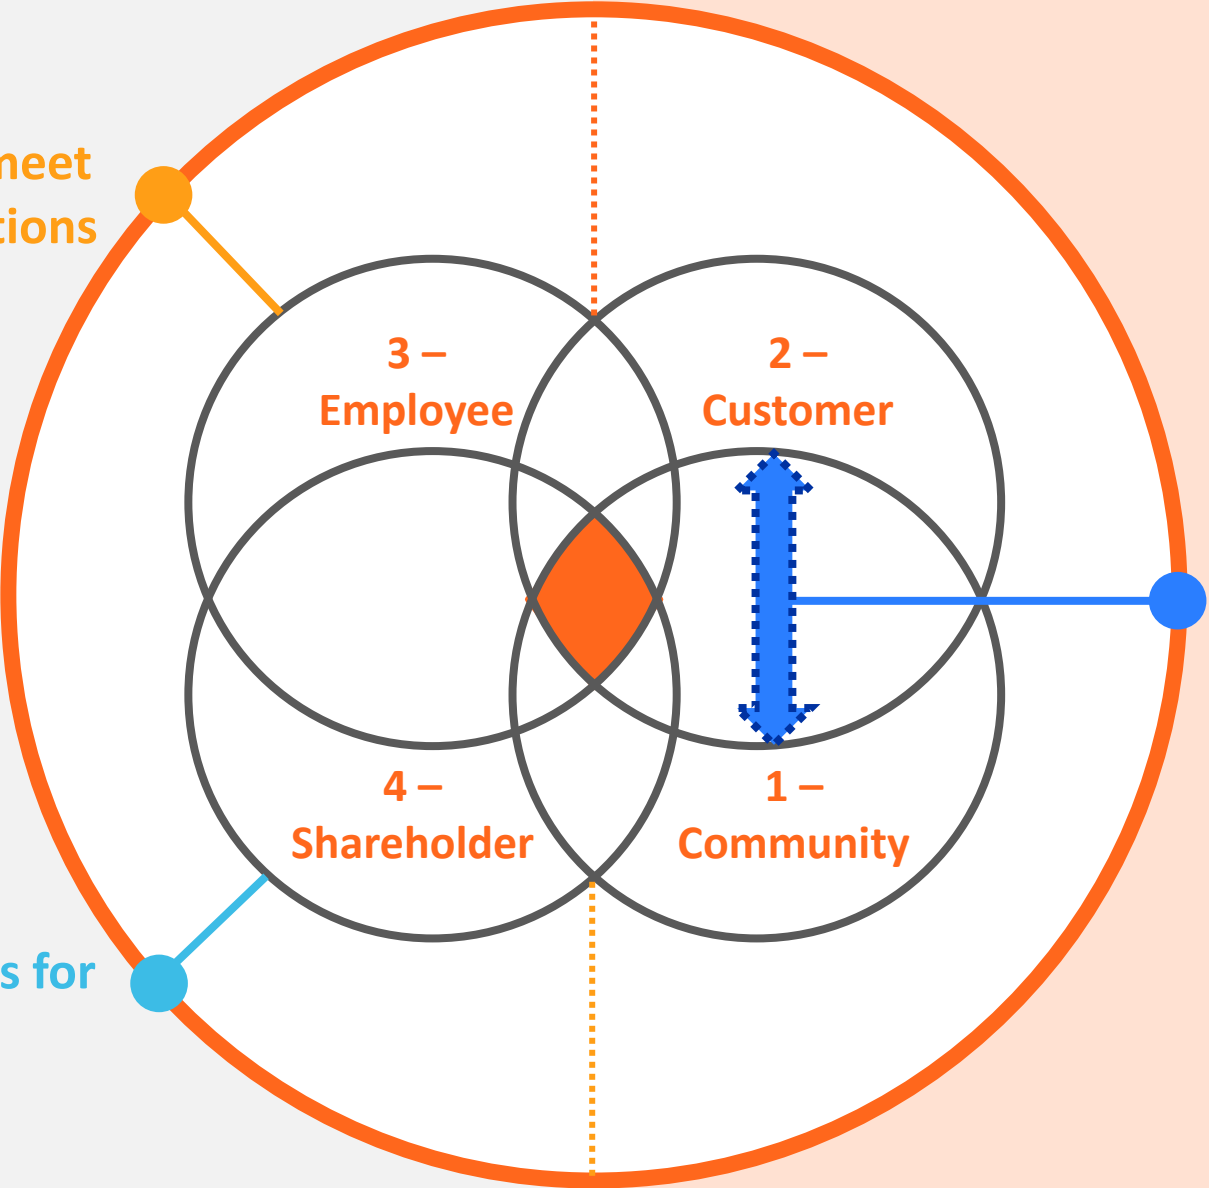 meet
tions
3 –
Employee
2 –
Customer
4 –
Shareholder
1 –
Community
s for